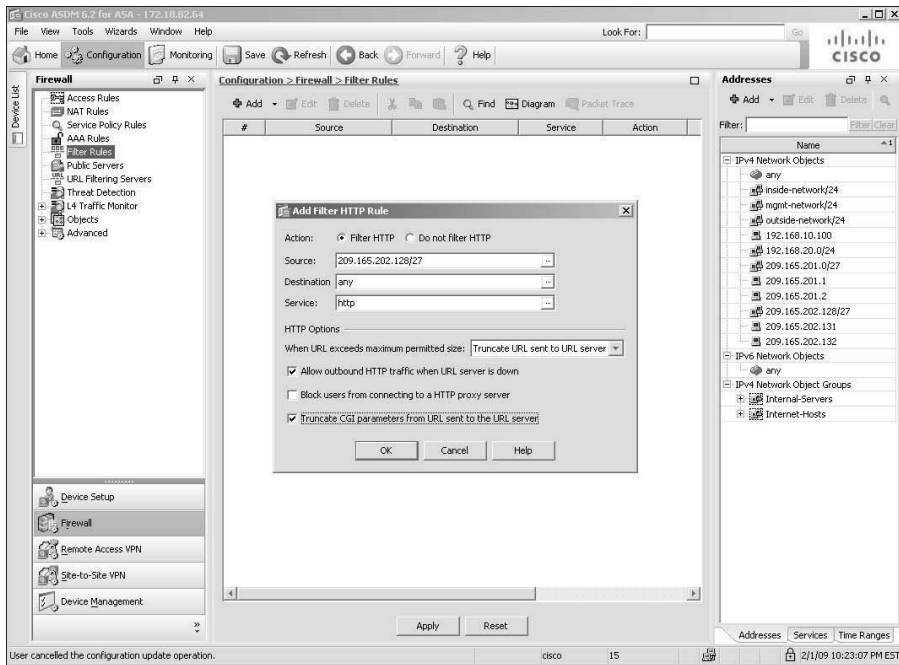 Cisco ASDM 6.2 for ASA - 172.18.82.64
File View Tools Wizards Window Help
Look For:
Go
Home Configuration Monitoring Save Refresh Back Forward Help
CISCO
Device List
Firewall
Access Rules
NAT Rules
Service Policy Rules
AAA Rules
Filter Rules
Public Servers
URL Filtering Servers
Threat Detection
L4 Traffic Monitor
Objects
Advanced
Device Setup
Firewall
Remote Access VPN
Site-to-Site VPN
Device Management
Configuration > Firewall > Filter Rules
Add Edit Delete Find Diagram Packet Trace
# Source Destination Service Action
Add Filter HTTP Rule
Action: Filter HTTP Do not filter HTTP
Source: 209.165.202.128/27
Destination any
Service: http
HTTP Options
When URL exceeds maximum permitted size: Truncate URL sent to URL server
Allow outbound HTTP traffic when URL server is down
Block users from connecting to a HTTP proxy server
Truncate CGI parameters from URL sent to the URL server
OK Cancel Help
Apply Reset
Addresses
Add Edit Delete
Filter: Filter Clear
Name 1
IPv4 Network Objects
any
inside-network/24
mgmt-network/24
outside-network/24
192.168.10.100
192.168.20.0/24
209.165.201.0/27
209.165.201.1
209.165.201.2
209.165.202.128/27
209.165.202.131
209.165.202.132
IPv6 Network Objects
any
IPv4 Network Object Groups
Internal-Servers
Internet-Hosts
Addresses Services Time Ranges
User cancelled the configuration update operation.
cisco 15
2/1/09 10:23:07 PM EST